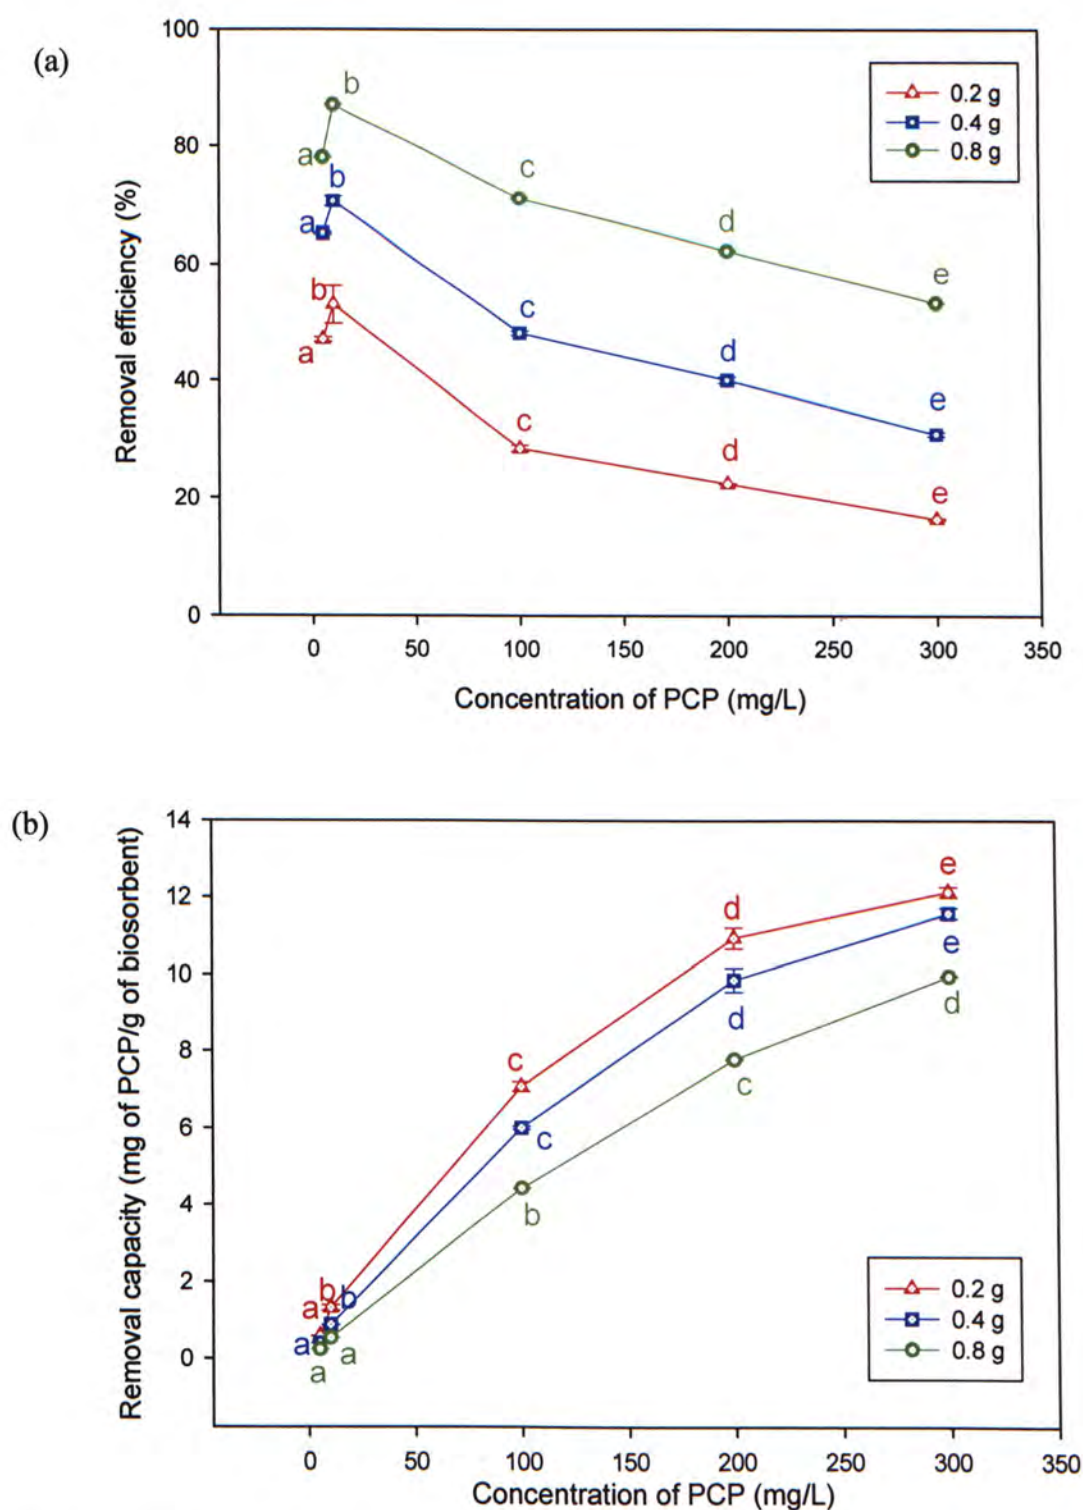 (a)
Removal efficiency (%)
100
80
60
40
20
0
a
b
c
d
e
a
b
c
d
e
a
b
c
d
e
0.2 g
0.4 g
0.8 g
0
50
100
150
200
250
300
350
Concentration of PCP (mg/L)
(b)
Removal capacity (mg of PCP/g of biosorbent)
14
12
10
8
6
4
2
0
a
b
c
d
e
a
b
c
d
e
a
a
b
c
d
0.2 g
0.4 g
0.8 g
0
50
100
150
200
250
300
350
Concentration of PCP (mg/L)